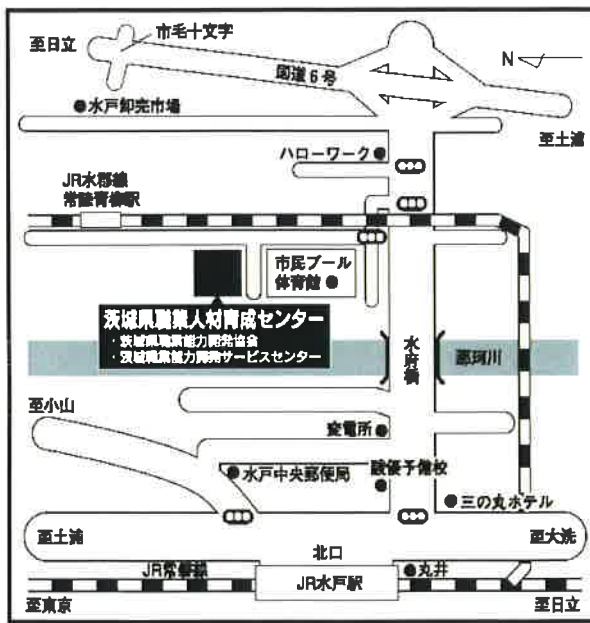 市毛十文字
至日立
国道6号
N
水戸卸売市場
至土浦
ハローワーク
JR水郡線
常陸青柳駅
市民プール
体育館
茨城県職業人材育成センター
・茨城県職業能力開発協会
・茨城職業能力開発サービスセンター
水府橋
那珂川
至小山
変電所
水戸中央郵便局
予備校
三の丸ホテル
至土浦
至大洗
北口
JR常磐線
JR水戸駅
丸井
至東京
至日立